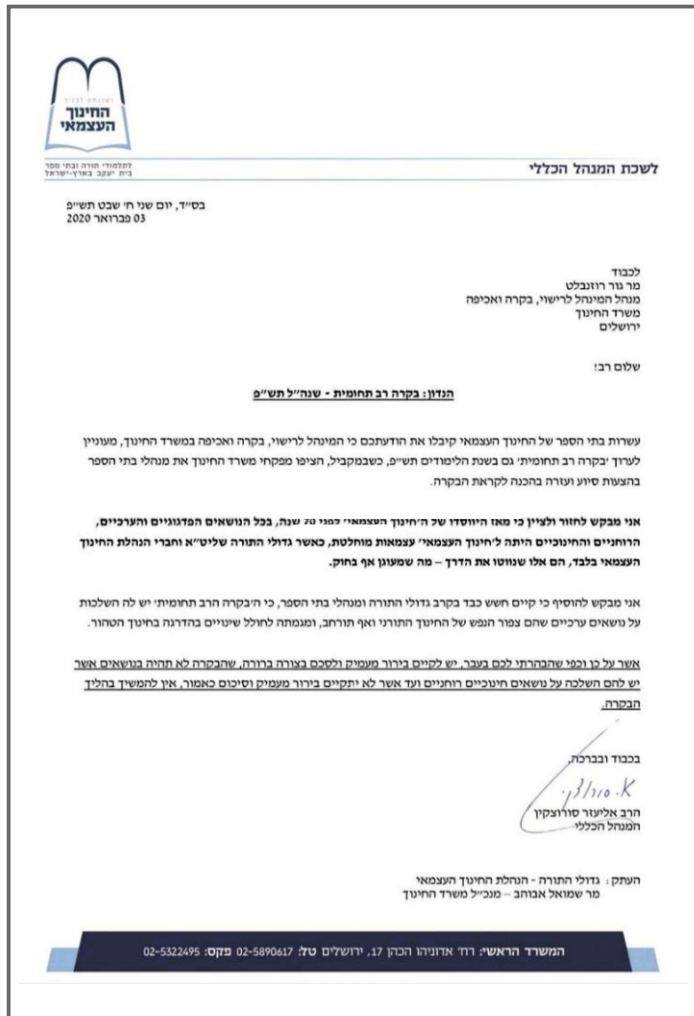 החינוך
העצמאי
לתלמודי תורה ובתי ספר
בית יעקב בארץ-ישראל
לשכת המנהל הכללי
בס״ד, יום שני ח׳ שבט תש״פ
03 פברואר 2020
לכבוד
מר גור רוזנבלט
מנהל המינהל לרישוי, בקרה ואכיפה
משרד החינוך
ירושלים
שלום רב!
הנדון: בקרה רב תחומית - שנה״ל תש״פ
עשרות בתי הספר של החינוך העצמאי קיבלו את הודעתכם כי המינהל לרישוי, בקרה ואכיפה במשרד החינוך, מעוניין
לערוך ׳בקרה רב תחומית׳ גם בשנת הלימודים תש״פ, כשבמקביל, הציפו מפקחי משרד החינוך את מנהלי בתי הספר
בהצעות סיוע ועזרה בהכנה לקראת הבקרה.
אני מבקש לחזור ולציין כי מאז היווסדו של ה׳חינוך העצמאי׳ לפני 70 שנה, בכל הנושאים הפדגוגיים והערכיים,
הרוחניים והחינוכיים היתה ל׳חינוך העצמאי׳ עצמאות מוחלטת, כאשר גדולי התורה שליט״א וחברי הנהלת החינוך
העצמאי בלבד, הם אלו שנווטו את הדרך – מה שמעוגן אף בחוק.
אני מבקש להוסיף כי קיים חשש כבד בקרב גדולי התורה ומנהלי בתי הספר, כי ה׳בקרה הרב תחומית׳ יש לה השלכות
על נושאים ערכיים שהם צפור הנפש של החינוך התורני ואף תורחב, ומגמתה לחולל שינויים בהדרגה בחינוך הטהור.
אשר על כן וכפי שהבהרתי לכם בעבר, יש לקיים בירור מעמיק ולסכם בצורה ברורה, שהבקרה לא תהיה בנושאים אשר
יש להם השלכה על נושאים חינוכיים רוחניים ועד אשר לא יתקיים בירור מעמיק וסיכום כאמור, אין להמשיך בהליך
הבקרה.
בכבוד ובברכה,
א. סורוצקין
הרב אליעזר סורוצקין
המנהל הכללי
העתק: גדולי התורה - הנהלת החינוך העצמאי
מר שמואל אבוהב – מנכ״ל משרד החינוך
המשרד הראשי: רח׳ אדוניהו הכהן 17, ירושלים טל: 02-5890617 פקס: 02-5322495